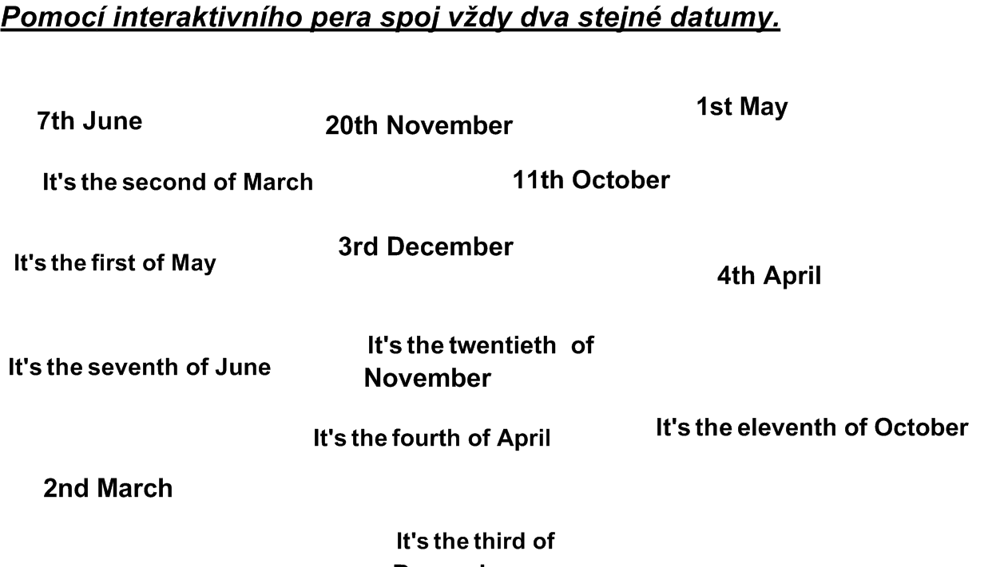 Pomocí interaktivního pera spoj vždy dva stejné datumy.
1st May
7th June
20th November
It's the second of March
11th October
3rd December
It's the first of May
4th April
It's the twentieth of
November
It's the seventh of June
It's the eleventh of October
It's the fourth of April
2nd March
It's the third of